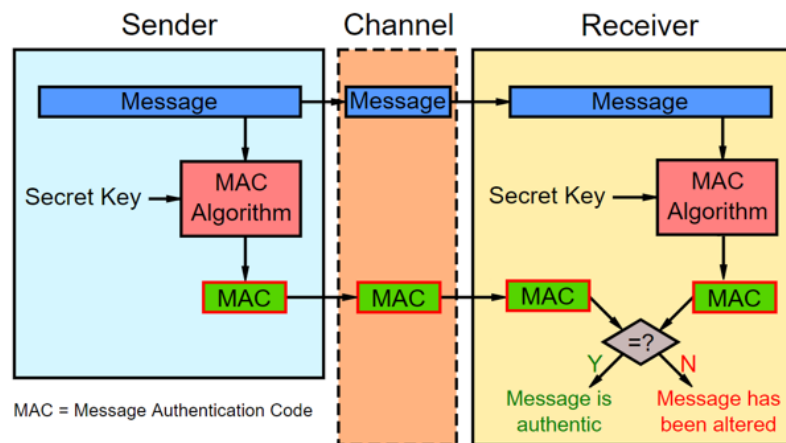 Sender
Channel
Receiver
Message
Message
Message
Secret Key
MAC
Algorithm
Secret Key
MAC
Algorithm
MAC
MAC
MAC
MAC
=?
Y
N
Message is
authentic
Message has
been altered
MAC = Message Authentication Code